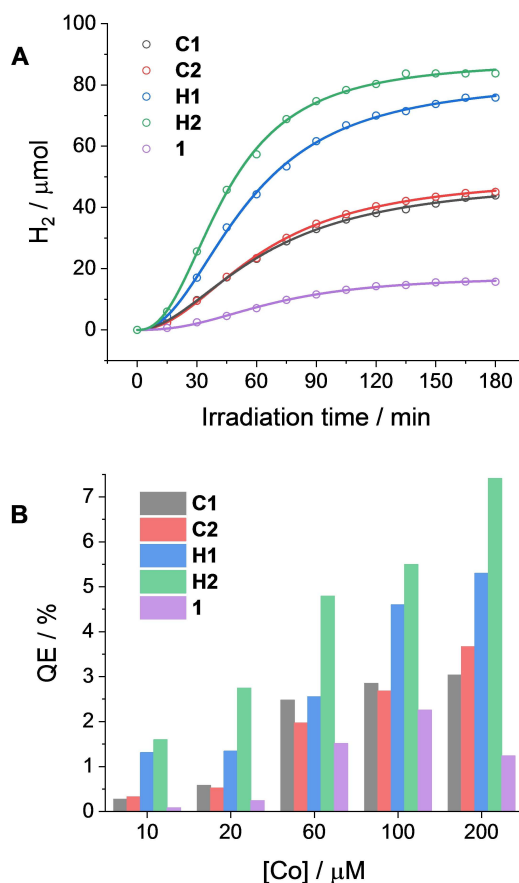 A
C1
C2
H1
H2
1
H2 / μmol
100
80
60
40
20
0
0 30 60 90 120 150 180
Irradiation time / min
B
C1
C2
H1
H2
1
QE / %
7
6
5
4
3
2
1
0
10 20 60 100 200
[Co] / μM